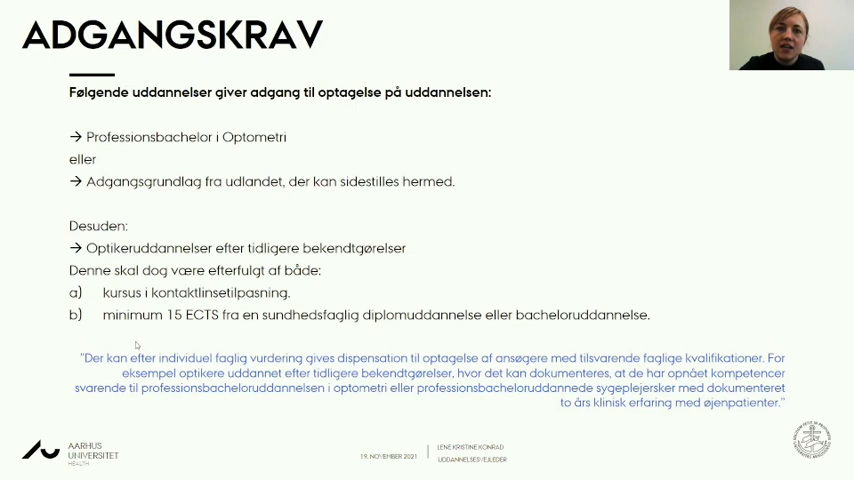 ADGANGSKRAV
Følgende uddannelser giver adgang til optagelse på uddannelsen:
→ Professionsbachelor i Optometri
eller
→ Adgangsgrundlag fra udlandet, der kan sidestilles hermed.
Desuden:
→ Optikeruddannelser efter tidligere bekendtgørelser
Denne skal dog være efterfulgt af både:
a) kursus i kontaktlinsetilpasning.
b) minimum 15 ECTS fra en sundhedsfaglig diplomuddannelse eller bacheloruddannelse.
"Der kan efter individuel faglig vurdering gives dispensation til optagelse af ansøgere med tilsvarende faglige kvalifikationer. For
eksempel optikere uddannet efter tidligere bekendtgørelser, hvor det kan dokumenteres, at de har opnået kompetencer
svarende til professionsbacheloruddannelsen i optometri eller professionsbacheloruddannede sygeplejersker med dokumenteret
to års klinisk erfaring med øjenpatienter."
AARHUS
UNIVERSITET
HEALTH
19. NOVEMBER 2021
LENE KRISTINE KONRAD
UDDANNELSESVEJLEDER